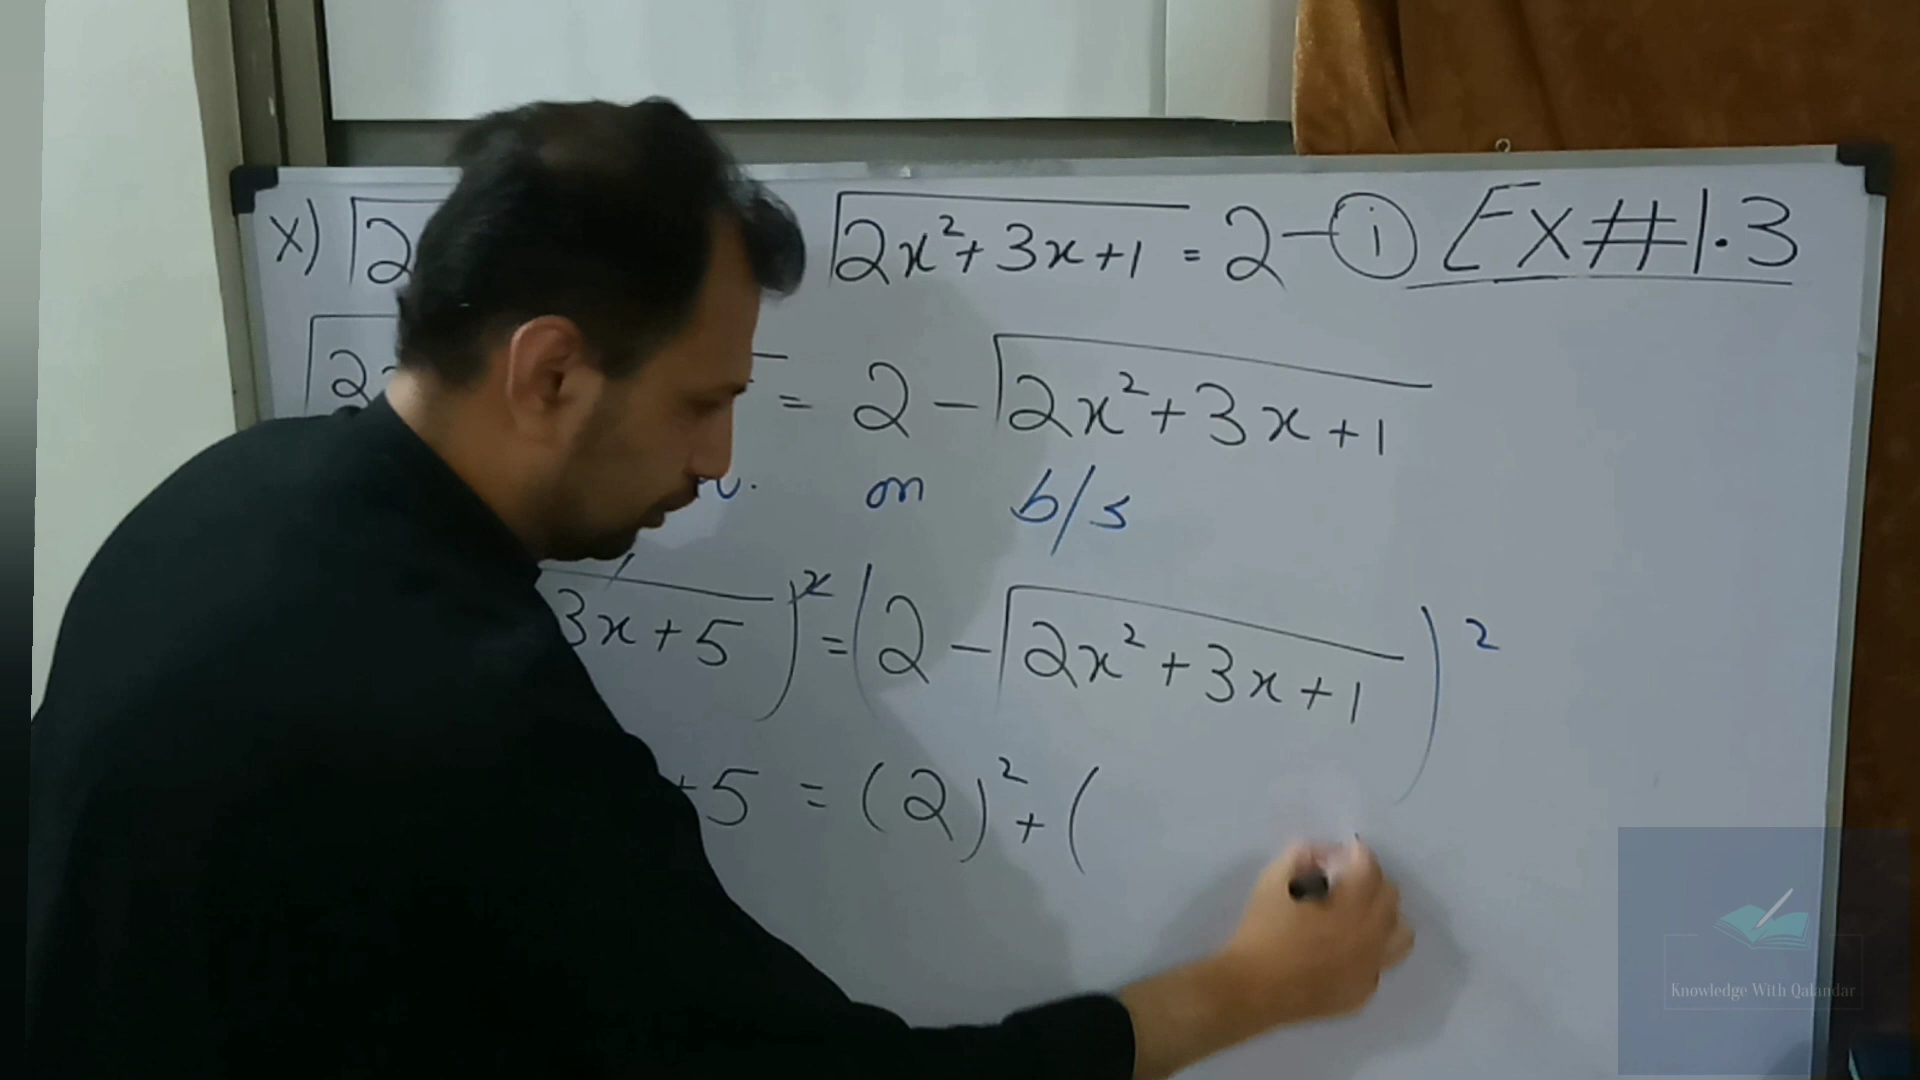 x) √2 √2x²+3x+1 = 2 — (i) Ex#1.3
√2 = 2 - √2x²+3x+1
on b/s
3x+5)² = (2 - √2x²+3x+1)²
+5 = (2)² + (
Knowledge With Qalandar